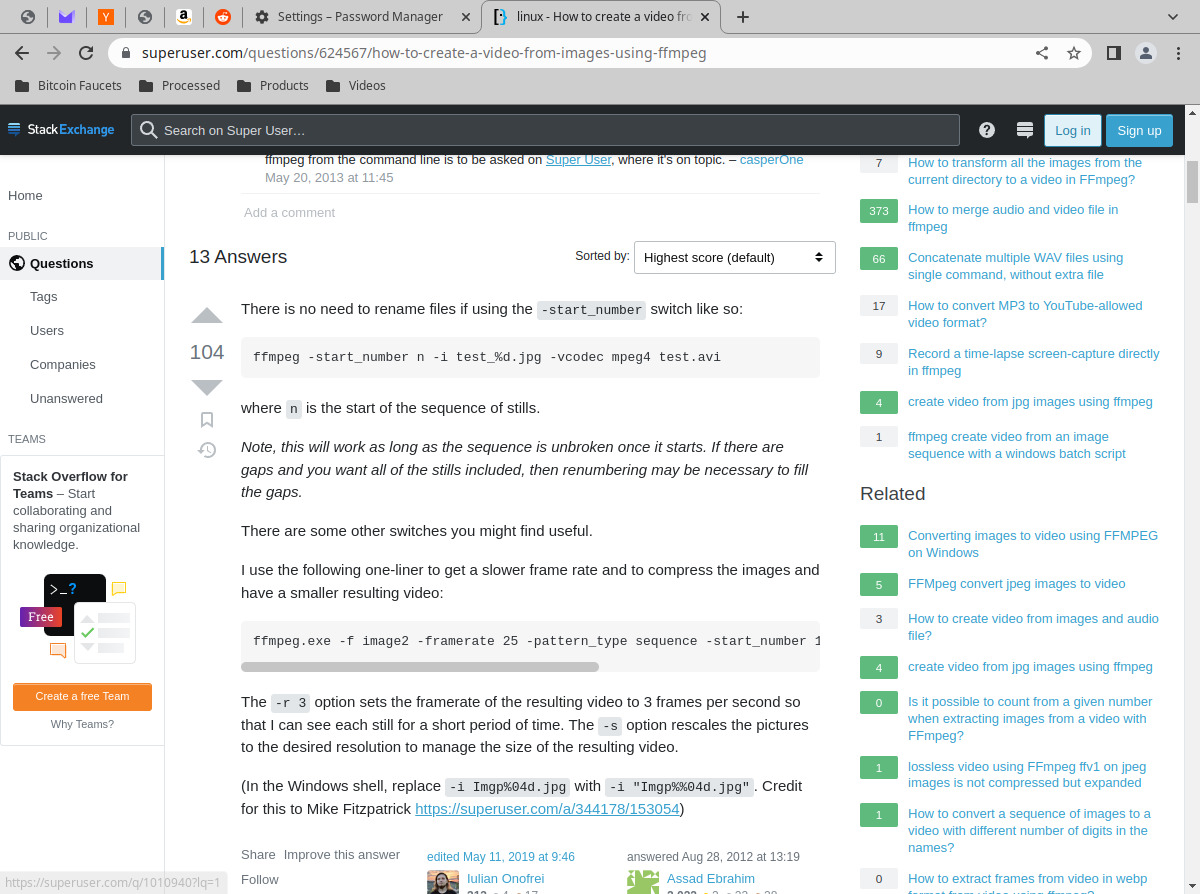 Settings – Password Manager
linux - How to create a video fro
superuser.com/questions/624567/how-to-create-a-video-from-images-using-ffmpeg
Bitcoin Faucets
Processed
Products
Videos
StackExchange
Search on Super User…
Log in
Sign up
Home
PUBLIC
Questions
Tags
Users
Companies
Unanswered
TEAMS
Stack Overflow for
Teams – Start
collaborating and
sharing organizational
knowledge.
>_?
Free
Create a free Team
Why Teams?
https://superuser.com/q/1010940?lq=1
ffmpeg from the command line is to be asked on Super User, where it's on topic. – casperOne
May 20, 2013 at 11:45
Add a comment
13 Answers
Sorted by:
Highest score (default)
104
There is no need to rename files if using the -start_number switch like so:
ffmpeg -start_number n -i test_%d.jpg -vcodec mpeg4 test.avi
where n is the start of the sequence of stills.
Note, this will work as long as the sequence is unbroken once it starts. If there are
gaps and you want all of the stills included, then renumbering may be necessary to fill
the gaps.
There are some other switches you might find useful.
I use the following one-liner to get a slower frame rate and to compress the images and
have a smaller resulting video:
ffmpeg.exe -f image2 -framerate 25 -pattern_type sequence -start_number 1
The -r 3 option sets the framerate of the resulting video to 3 frames per second so
that I can see each still for a short period of time. The -s option rescales the pictures
to the desired resolution to manage the size of the resulting video.
(In the Windows shell, replace -i Imgp%04d.jpg with -i "Imgp%%04d.jpg". Credit
for this to Mike Fitzpatrick https://superuser.com/a/344178/153054)
Share Improve this answer
Follow
edited May 11, 2019 at 9:46
Iulian Onofrei
answered Aug 28, 2012 at 13:19
Assad Ebrahim
7
How to transform all the images from the
current directory to a video in FFmpeg?
373
How to merge audio and video file in
ffmpeg
66
Concatenate multiple WAV files using
single command, without extra file
17
How to convert MP3 to YouTube-allowed
video format?
9
Record a time-lapse screen-capture directly
in ffmpeg
4
create video from jpg images using ffmpeg
1
ffmpeg create video from an image
sequence with a windows batch script
Related
11
Converting images to video using FFMPEG
on Windows
5
FFMpeg convert jpeg images to video
3
How to create video from images and audio
file?
4
create video from jpg images using ffmpeg
0
Is it possible to count from a given number
when extracting images from a video with
FFmpeg?
1
lossless video using FFmpeg ffv1 on jpeg
images is not compressed but expanded
1
How to convert a sequence of images to a
video with different number of digits in the
names?
0
How to extract frames from video in webp
format from video using ffmpeg?